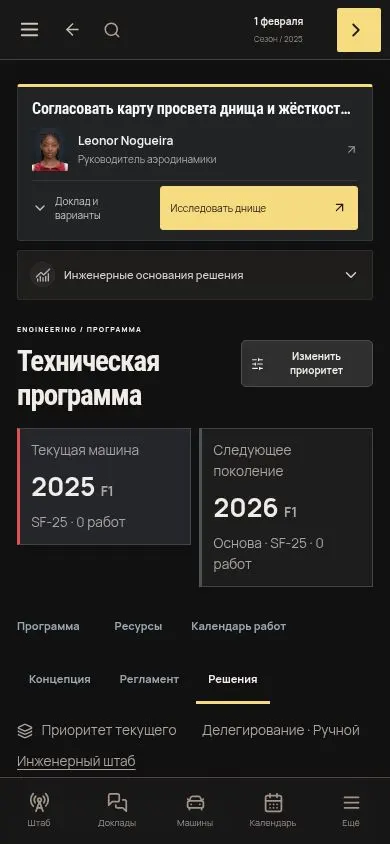 1 февраля
Сезон / 2025
Согласовать карту просвета днища и жёсткост…
Leonor Nogueira
Руководитель аэродинамики
Доклад и
варианты
Исследовать днище
Инженерные основания решения
ENGINEERING / ПРОГРАММА
Техническая
программа
Изменить
приоритет
Текущая машина
2025 F1
SF-25 · 0 работ
Следующее
поколение
2026 F1
Основа · SF-25 · 0
работ
Программа Ресурсы Календарь работ
Концепция Регламент Решения
Приоритет текущего Делегирование · Ручной
Инженерный штаб
Штаб Доклады Машины Календарь Ещё